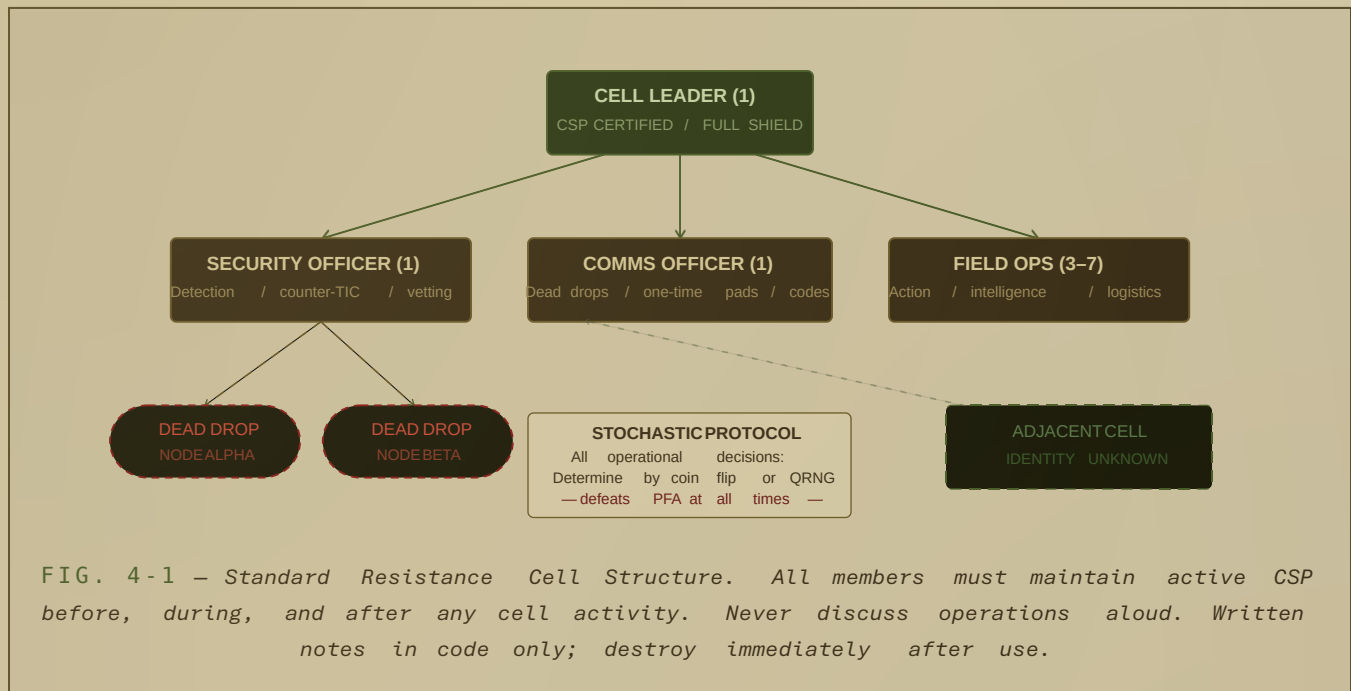 CELL LEADER (1)
CSP CERTIFIED / FULL SHIELD
SECURITY OFFICER (1)
Detection / counter-TIC / vetting
COMMS OFFICER (1)
Dead drops / one-time pads / codes
FIELD OPS (3–7)
Action / intelligence / logistics
DEAD DROP
NODE ALPHA
DEAD DROP
NODE BETA
STOCHASTIC PROTOCOL
All operational decisions:
Determine by coin flip or QRNG
— defeats PFA at all times —
ADJACENT CELL
IDENTITY UNKNOWN
FIG. 4-1 — Standard Resistance Cell Structure. All members must maintain active CSP
before, during, and after any cell activity. Never discuss operations aloud. Written
notes in code only; destroy immediately after use.